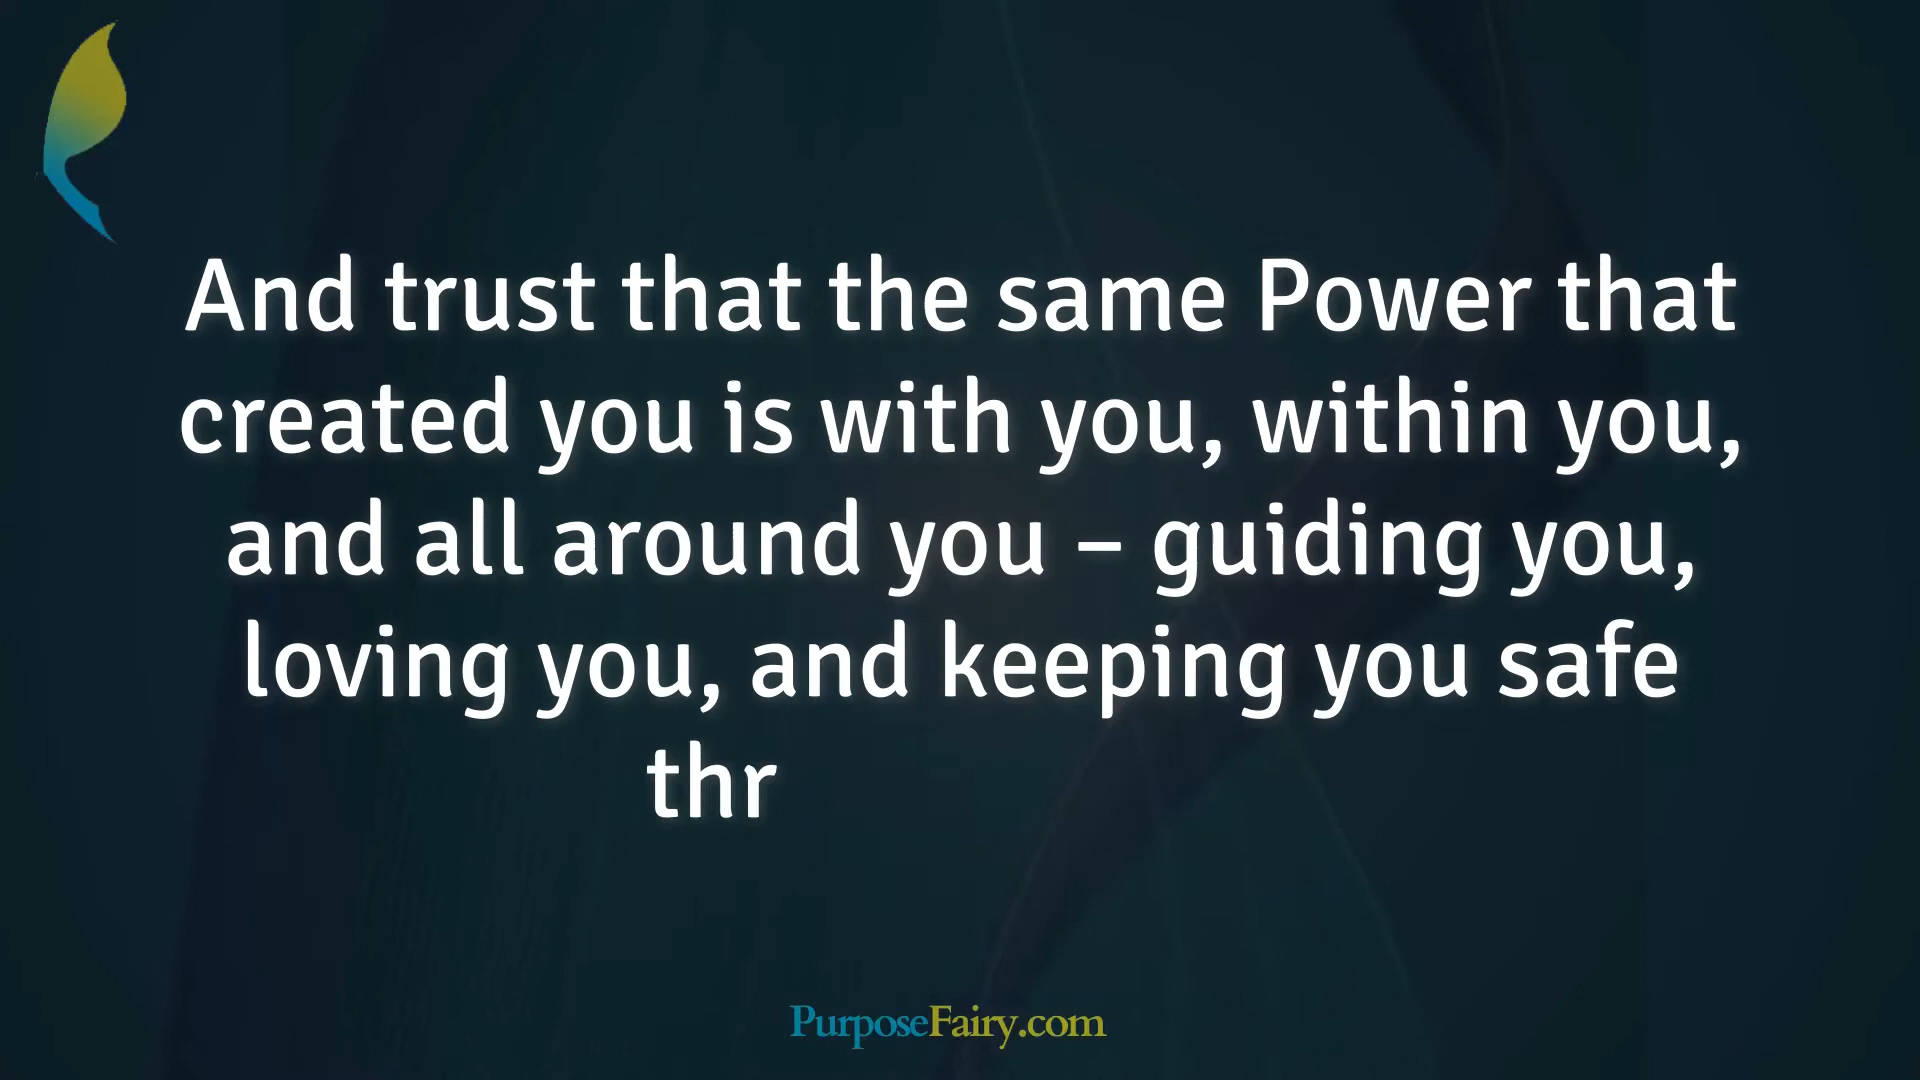 And trust that the same Power that
created you is with you, within you,
and all around you – guiding you,
loving you, and keeping you safe
thr
PurposeFairy.com